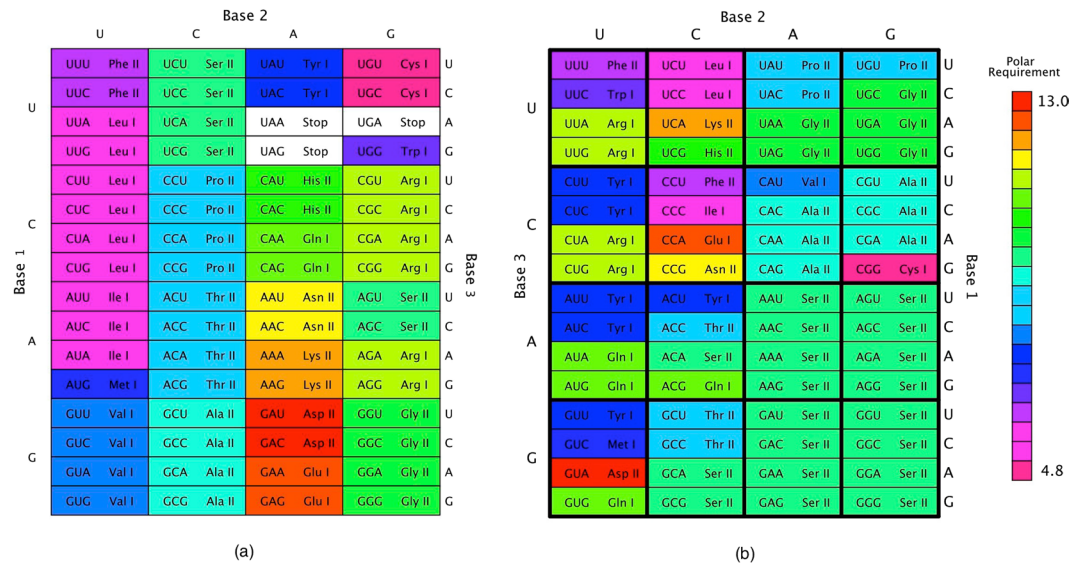 Base 2
U C A G
Base 1
UUU Phe II UCU Ser II UAU Tyr I UGU Cys I U
UUC Phe II UCC Ser II UAC Tyr I UGC Cys I C
U
UUA Leu I UCA Ser II UAA Stop UGA Stop A
UUG Leu I UCG Ser II UAG Stop UGG Trp I G
CUU Leu I CCU Pro II CAU His II CGU Arg I U
CUC Leu I CCC Pro II CAC His II CGC Arg I C
C
CUA Leu I CCA Pro II CAA Gln I CGA Arg I A
CUG Leu I CCG Pro II CAG Gln I CGG Arg I G
AUU Ile I ACU Thr II AAU Asn II AGU Ser II U
AUC Ile I ACC Thr II AAC Asn II AGC Ser II C
A
AUA Ile I ACA Thr II AAA Lys II AGA Arg I A
AUG Met I ACG Thr II AAG Lys II AGG Arg I G
GUU Val I GCU Ala II GAU Asp II GGU Gly II U
GUC Val I GCC Ala II GAC Asp II GGC Gly II C
G
GUA Val I GCA Ala II GAA Glu I GGA Gly II A
GUG Val I GCG Ala II GAG Glu I GGG Gly II G
Base 3
(a)
Base 2
U C A G
Base 3
UUU Phe II UCU Leu I UAU Pro II UGU Pro II U
UUC Trp I UCC Leu I UAC Pro II UGC Gly II C
U
UUA Arg I UCA Lys II UAA Gly II UGA Gly II A
UUG Arg I UCG His II UAG Gly II UGG Gly II G
CUU Tyr I CCU Phe II CAU Val I CGU Ala II U
CUC Tyr I CCC Ile I CAC Ala II CGC Ala II C
C
CUA Arg I CCA Glu I CAA Ala II CGA Ala II A
CUG Arg I CCG Asn II CAG Ala II CGG Cys I G
AUU Tyr I ACU Tyr I AAU Ser II AGU Ser II U
AUC Tyr I ACC Thr II AAC Ser II AGC Ser II C
A
AUA Gln I ACA Ser II AAA Ser II AGA Ser II A
AUG Gln I ACG Gln I AAG Ser II AGG Ser II G
GUU Tyr I GCU Thr II GAU Ser II GGU Ser II U
GUC Met I GCC Thr II GAC Ser II GGC Ser II C
G
GUA Asp II GCA Ser II GAA Ser II GGA Ser II A
GUG Gln I GCG Ser II GAG Ser II GGG Ser II G
Base 1
(b)
Polar
Requirement
13.0
4.8